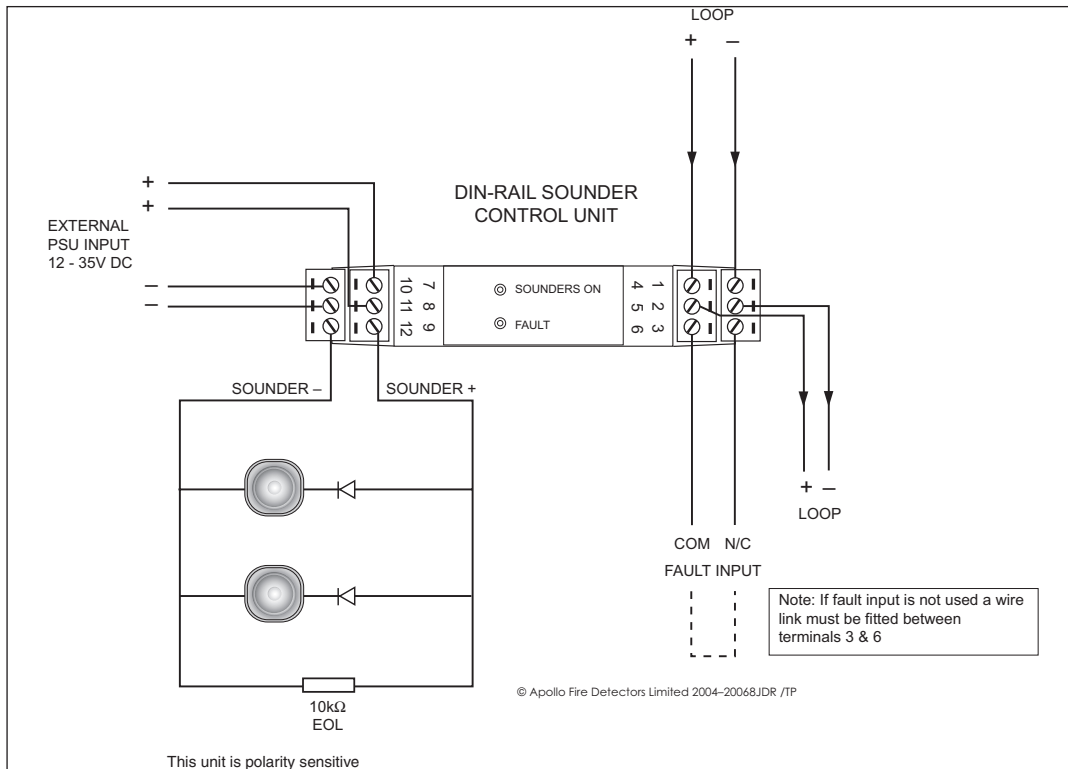 LOOP
+ –
DIN-RAIL SOUNDER
CONTROL UNIT
+
+
EXTERNAL
PSU INPUT
12 - 35V DC
–
–
10 7
11 8
12 9
SOUNDERS ON
FAULT
4 1
5 2
6 3
SOUNDER –
SOUNDER +
+ –
LOOP
COM N/C
FAULT INPUT
Note: If fault input is not used a wire
link must be fitted between
terminals 3 & 6
10kΩ
EOL
© Apollo Fire Detectors Limited 2004–20068JDR /TP
This unit is polarity sensitive